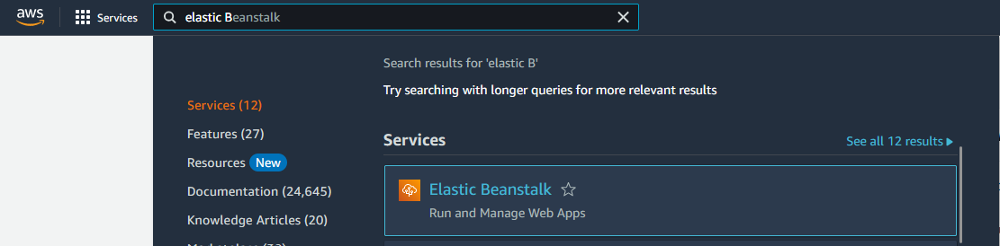 aws
Services
elastic Beanstalk
Search results for 'elastic B'
Try searching with longer queries for more relevant results
Services (12)
Features (27)
Resources New
Documentation (24,645)
Knowledge Articles (20)
Services
See all 12 results
Elastic Beanstalk
Run and Manage Web Apps